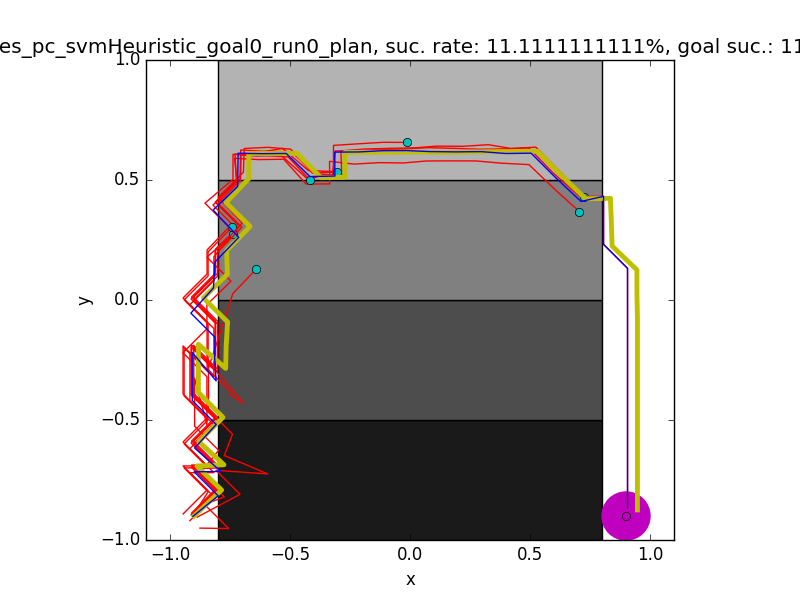 es_pc_svmHeuristic_goal0_run0_plan, suc. rate: 11.1111111111%, goal suc.: 11
1.0
0.5
y
0.0
−0.5
−1.0
−1.0 −0.5 0.0 0.5 1.0
x